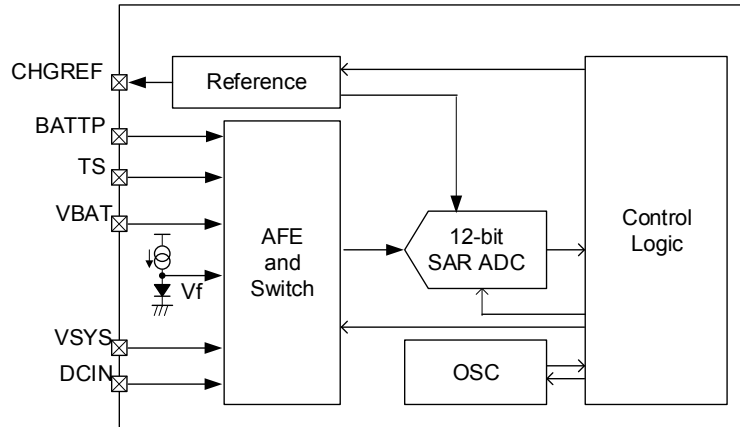 CHGREF
Reference
BATTP
TS
VBAT
AFE
and
Switch
12-bit
SAR ADC
Control
Logic
Vf
VSYS
DCIN
OSC